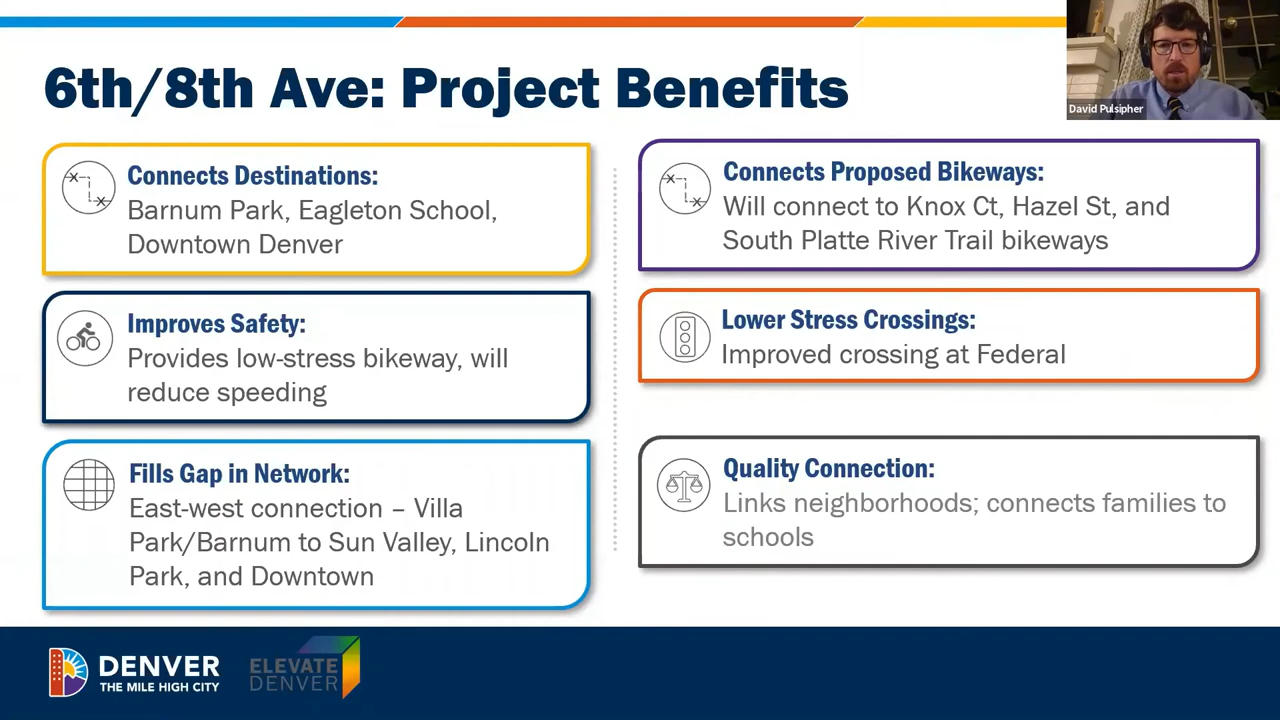 6th/8th Ave: Project Benefits
David Pulsipher
Connects Destinations:
Barnum Park, Eagleton School,
Downtown Denver
Improves Safety:
Provides low-stress bikeway, will
reduce speeding
Fills Gap in Network:
East-west connection – Villa
Park/Barnum to Sun Valley, Lincoln
Park, and Downtown
Connects Proposed Bikeways:
Will connect to Knox Ct, Hazel St, and
South Platte River Trail bikeways
Lower Stress Crossings:
Improved crossing at Federal
Quality Connection:
Links neighborhoods; connects families to
schools
DENVER
THE MILE HIGH CITY
ELEVATE
DENVER